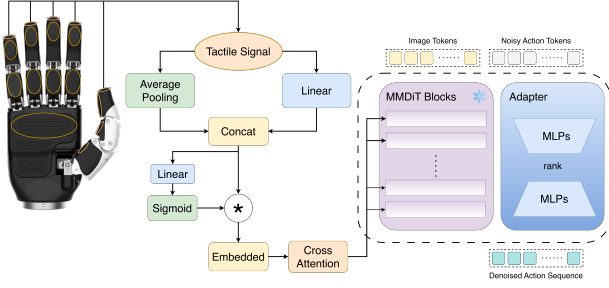 Tactile Signal
Average
Pooling
Linear
Concat
Linear
Sigmoid
*
Embedded
Cross
Attention
Image Tokens
Noisy Action Tokens
MMDiT Blocks
Adapter
MLPs
rank
MLPs
Denoised Action Sequence